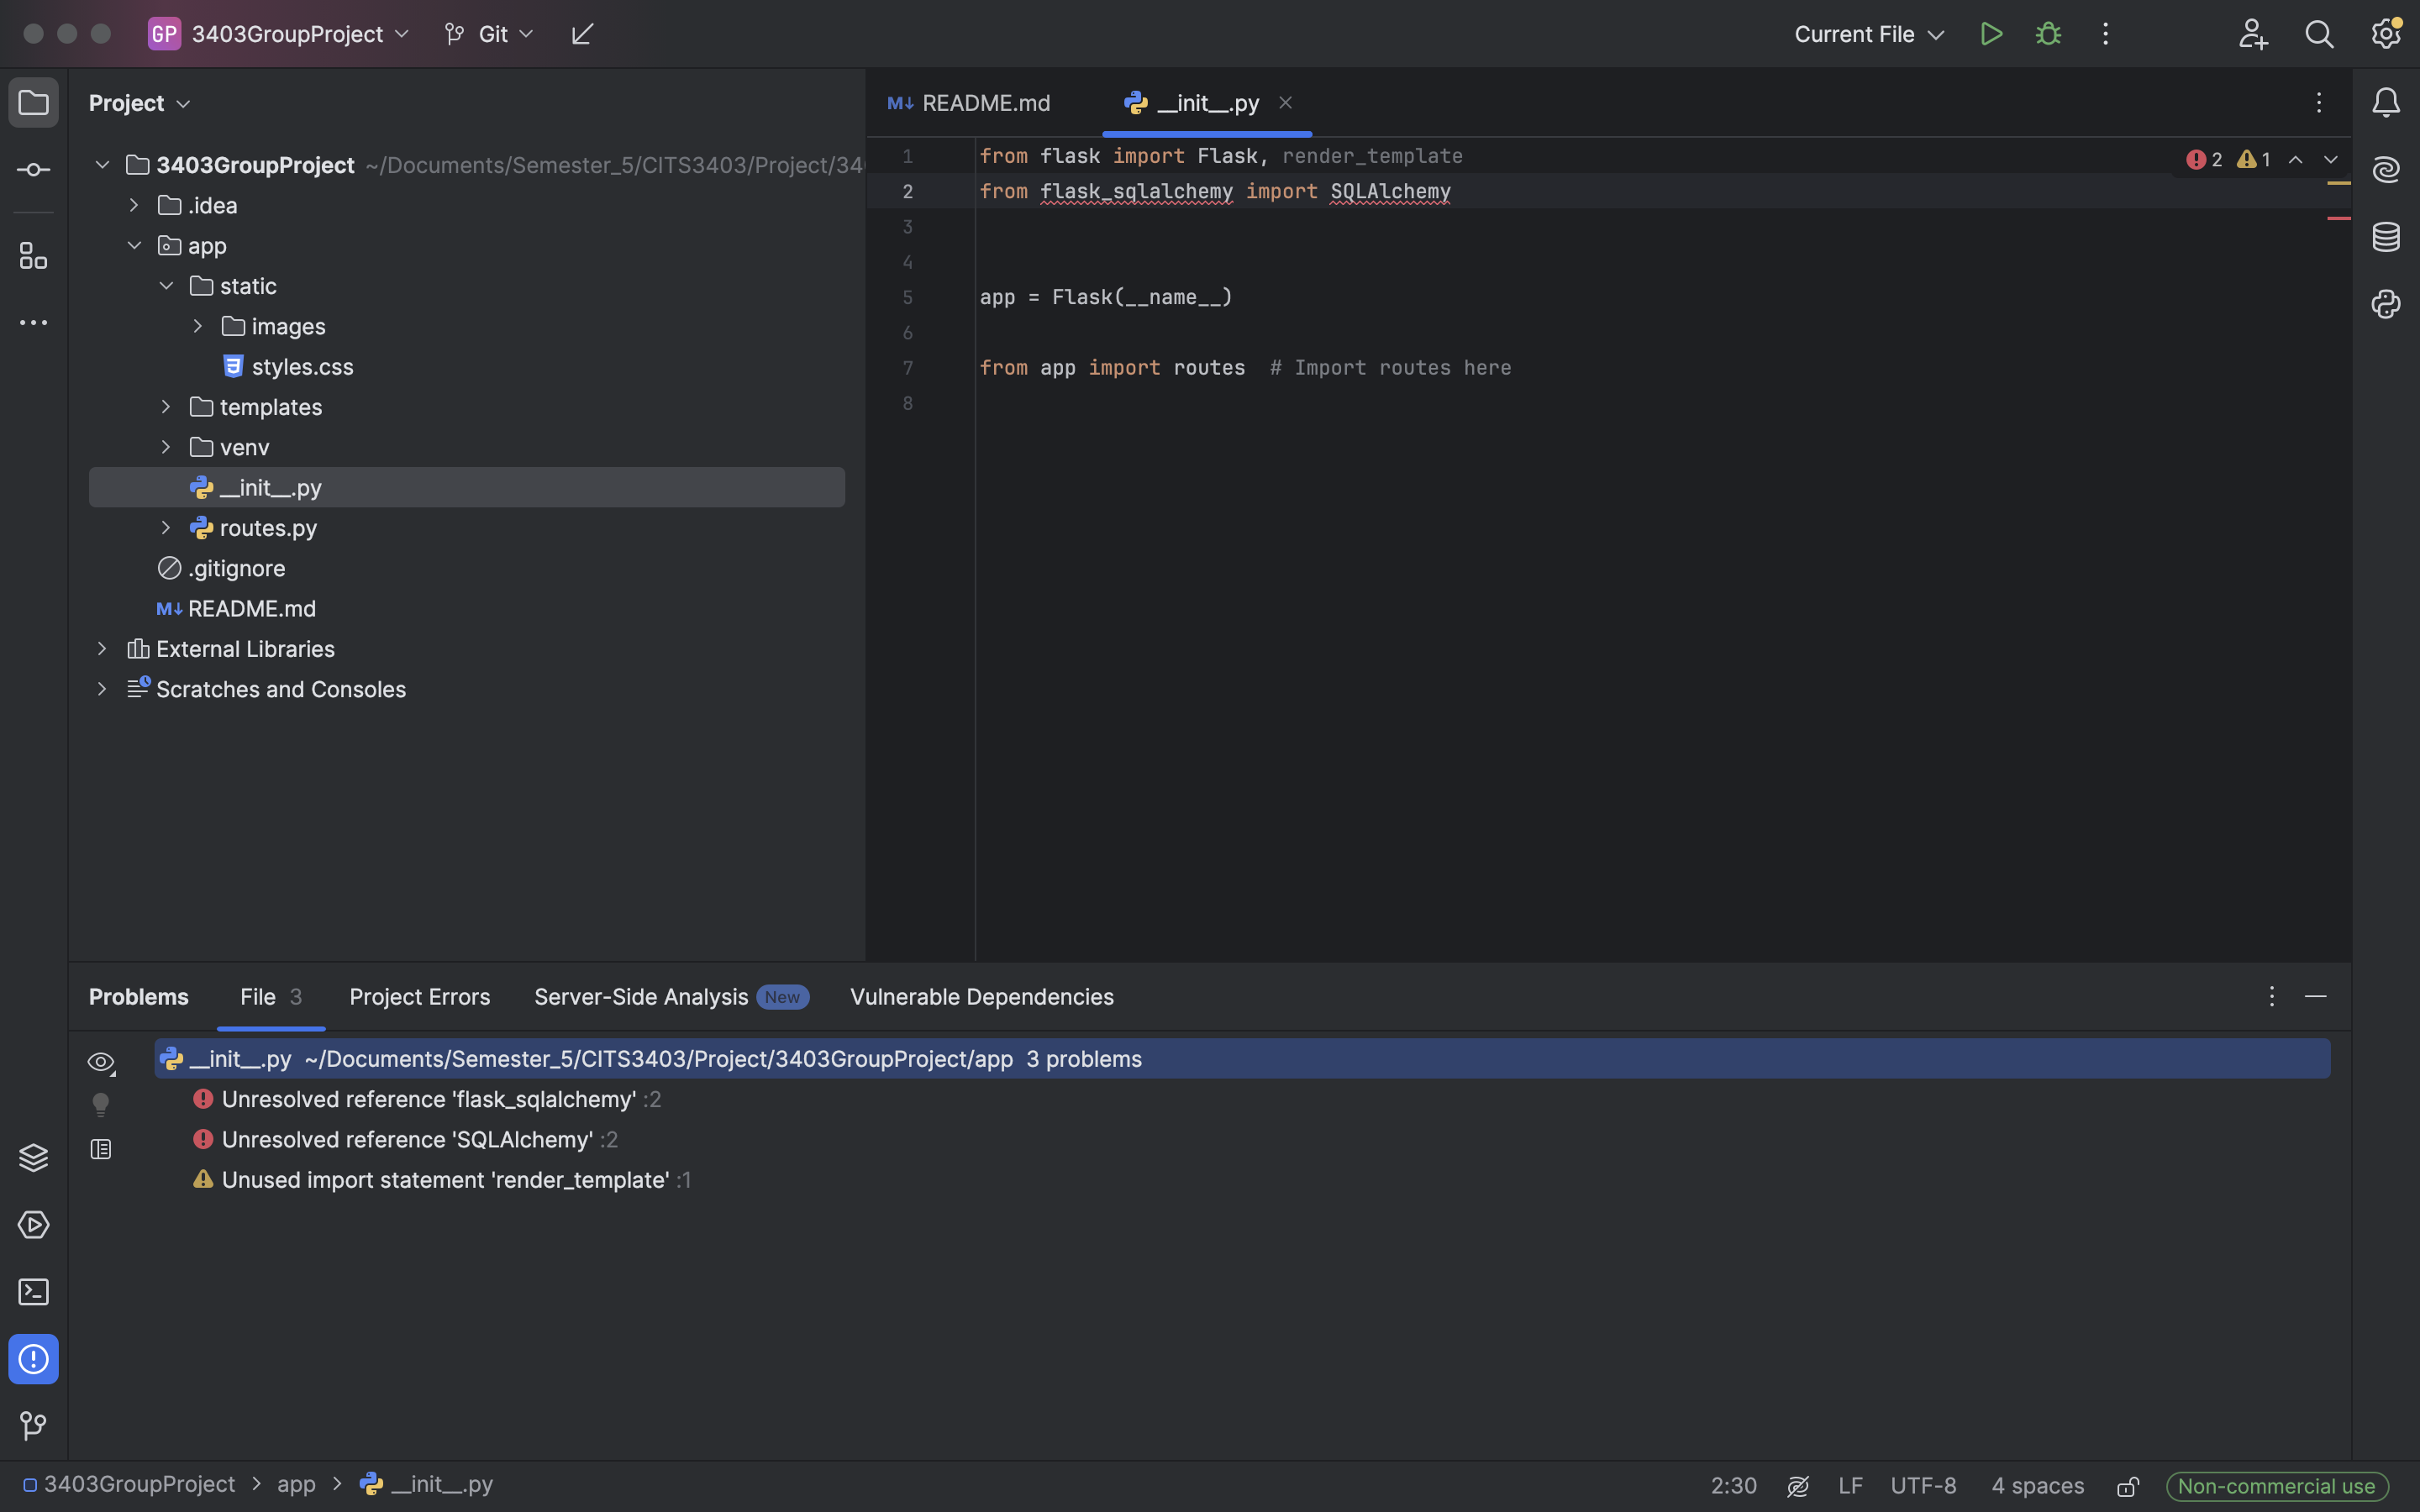 GP 3403GroupProject Git Current File
Project
3403GroupProject ~/Documents/Semester_5/CITS3403/Project/34
.idea
app
static
images
styles.css
templates
venv
__init__.py
routes.py
.gitignore
M↓ README.md
External Libraries
Scratches and Consoles
M↓ README.md __init__.py
1 from flask import Flask, render_template
2 from flask_sqlalchemy import SQLAlchemy
3
4
5 app = Flask(__name__)
6
7 from app import routes # Import routes here
8
2 1
Problems File 3 Project Errors Server-Side Analysis New Vulnerable Dependencies
__init__.py ~/Documents/Semester_5/CITS3403/Project/3403GroupProject/app 3 problems
Unresolved reference 'flask_sqlalchemy' :2
Unresolved reference 'SQLAlchemy' :2
Unused import statement 'render_template' :1
3403GroupProject > app > __init__.py 2:30 LF UTF-8 4 spaces Non-commercial use